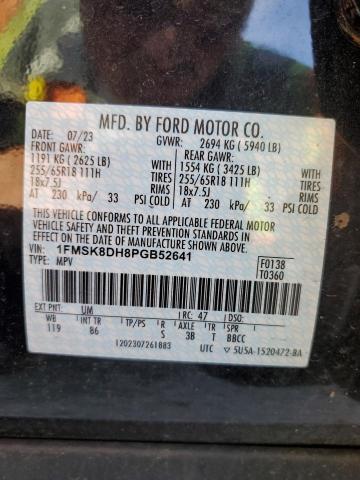 MFD. BY FORD MOTOR CO.
DATE: 07/23 GVWR: 2694 KG ( 5940 LB)
FRONT GAWR: REAR GAWR:
1191 KG ( 2625 LB) WITH 1554 KG ( 3425 LB) WITH
255/65R18 111H TIRES 255/65R18 111H TIRES
18x7.5J RIMS 18x7.5J RIMS
AT 230 kPa/ 33 PSI COLD AT 230 kPa/ 33 PSI COLD
THIS VEHICLE CONFORMS TO ALL APPLICABLE FEDERAL MOTOR
VEHICLE SAFETY AND THEFT PREVENTION STANDARDS IN EFFECT
ON THE DATE OF MANUFACTURE SHOWN ABOVE.
VIN: 1FMSK8DH8PGB52641 F0138
TYPE: MPV T0360
EXT PNT: UM RC: 47 DSO:
WB INT TR TP/PS R AXLE TR SPR
119 86 S 3B T BBCC
1202307261883 UTC ▽5U5A-1520472-BA